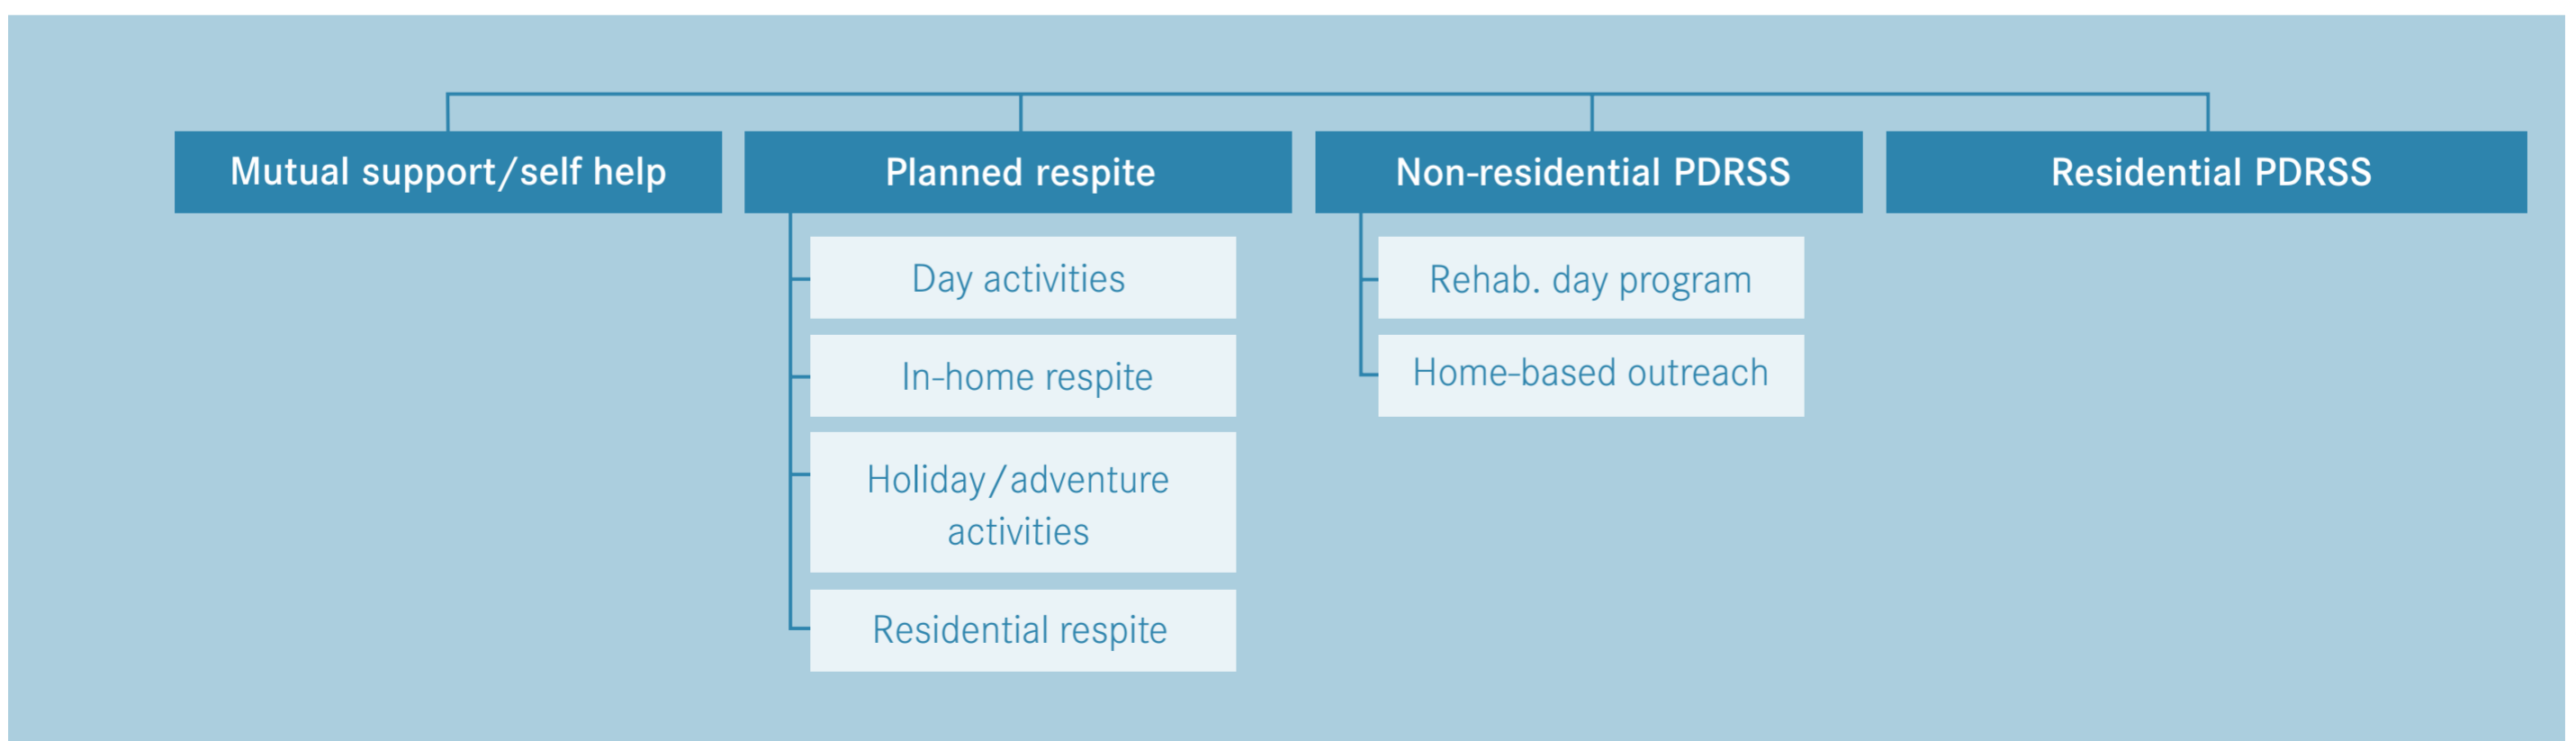 Mutual support/self help
Planned respite
Non-residential PDRSS
Residential PDRSS
Day activities
In-home respite
Holiday/adventure
activities
Residential respite
Rehab. day program
Home-based outreach